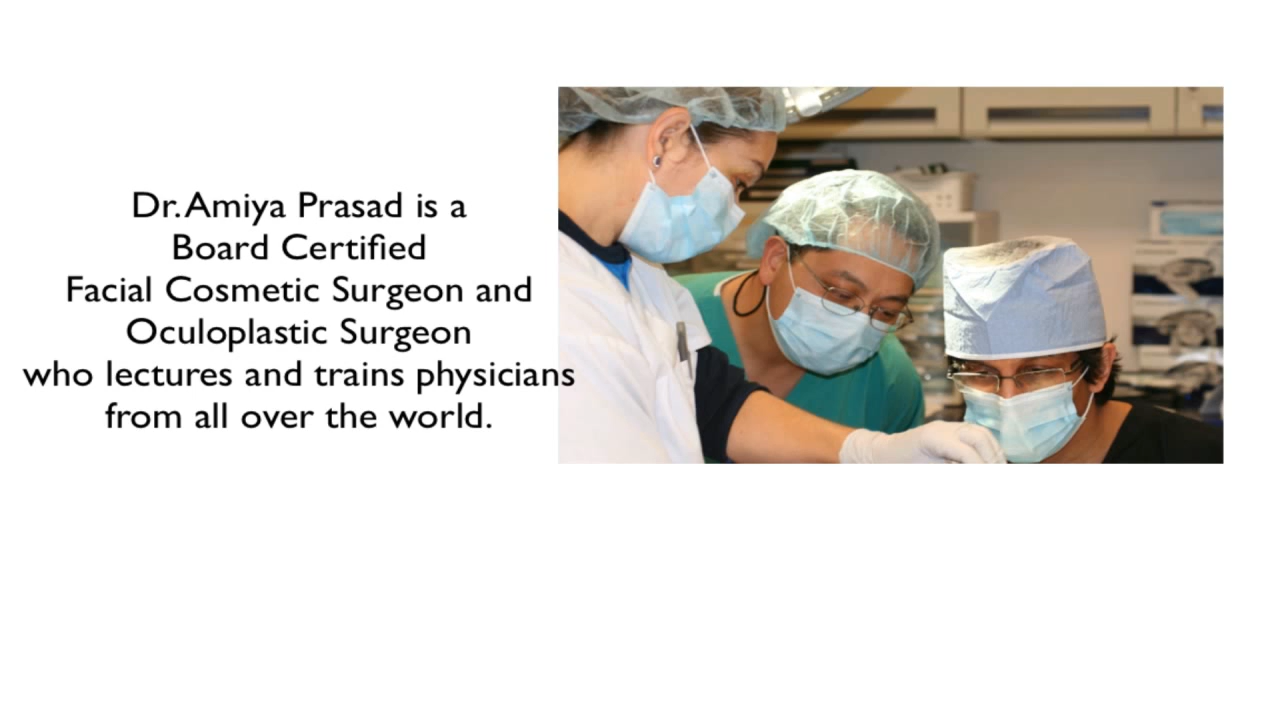 Dr. Amiya Prasad is a
Board Certified
Facial Cosmetic Surgeon and
Oculoplastic Surgeon
who lectures and trains physicians
from all over the world.